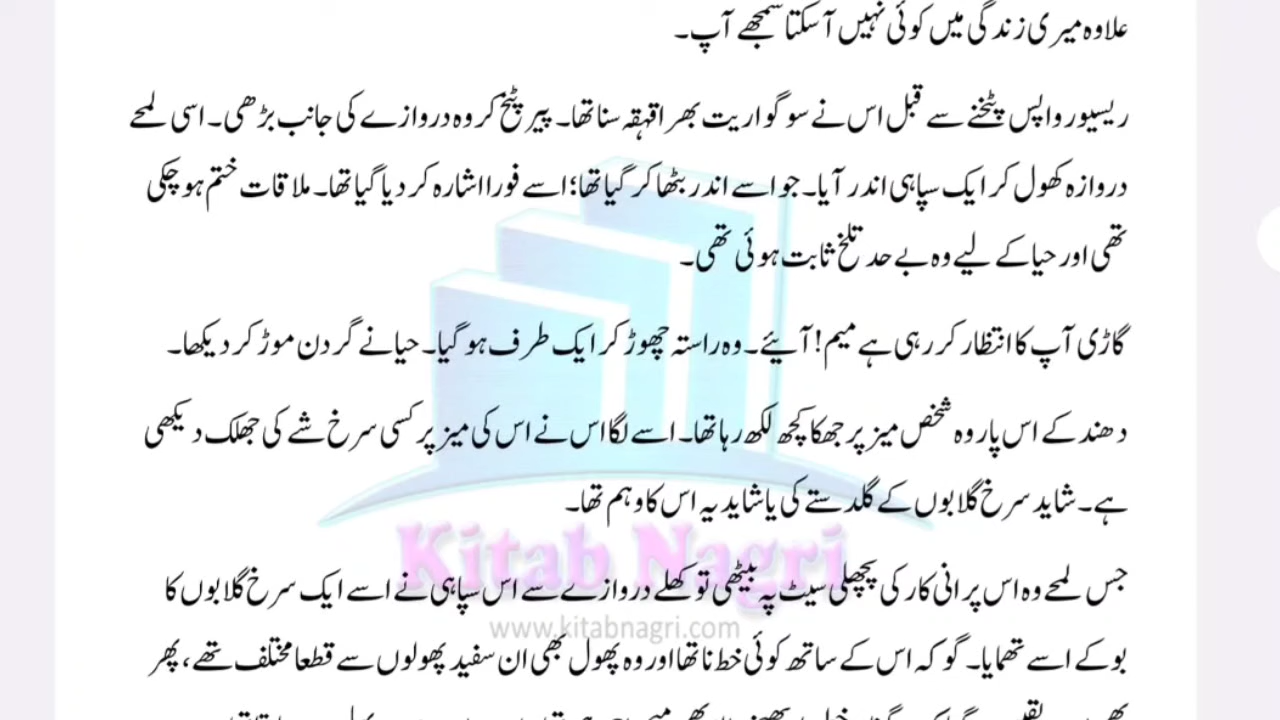 علاوہ میری زندگی میں کوئی نہیں آ سکتا سمجھے آپ۔
ریسیور واپس پٹخنے سے قبل اس نے سوگواریت بھرا قہقہہ سنا تھا۔ پیر پٹخ کر وہ دروازے کی جانب بڑھی۔ اسی لمحے
دروازہ کھول کر ایک سپاہی اندر آیا۔ جو اسے اندر بٹھا کر گیا تھا؛ اسے فورا اشارہ کر دیا گیا تھا۔ ملاقات ختم ہو چکی
تھی اور حیا کے لیے وہ بے حد تلخ ثابت ہوئی تھی۔
گاڑی آپ کا انتظار کر رہی ہے میم! آئیے۔ وہ راستہ چھوڑ کر ایک طرف ہو گیا۔ حیا نے گردن موڑ کر دیکھا۔
دھند کے اس پار وہ شخص میز پر جھکا کچھ لکھ رہا تھا۔ اسے لگا اس نے اس کی میز پر کسی سرخ شے کی جھلک دیکھی
ہے۔ شاید سرخ گلابوں کے گلدستے کی یا شاید یہ اس کا وہم تھا۔
Kitab Nagri
جس لمحے وہ اس پرانی کار کی پچھلی سیٹ پہ بیٹھی تو کھلے دروازے سے اس سپاہی نے اسے ایک سرخ گلابوں کا
www.kitabnagri.com
بوکے اسے تھمایا۔ گو کہ اس کے ساتھ کوئی خط نا تھا اور وہ پھول بھی ان سفید پھولوں سے قطعا مختلف تھے، پھر